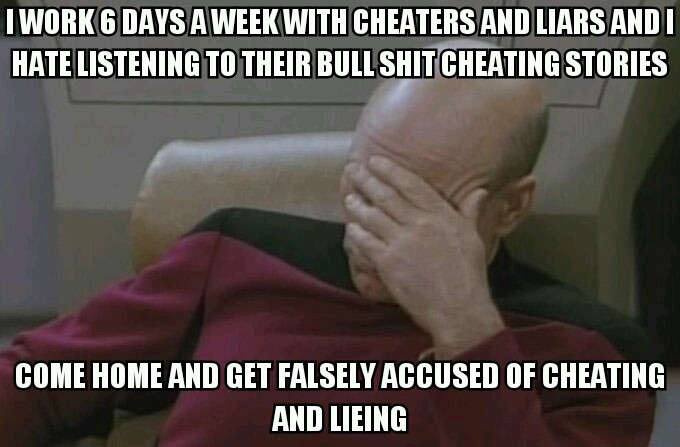 I WORK 6 DAYS A WEEK WITH CHEATERS AND LIARS AND I
HATE LISTENING TO THEIR BULL SHIT CHEATING STORIES
COME HOME AND GET FALSELY ACCUSED OF CHEATING
AND LIEING